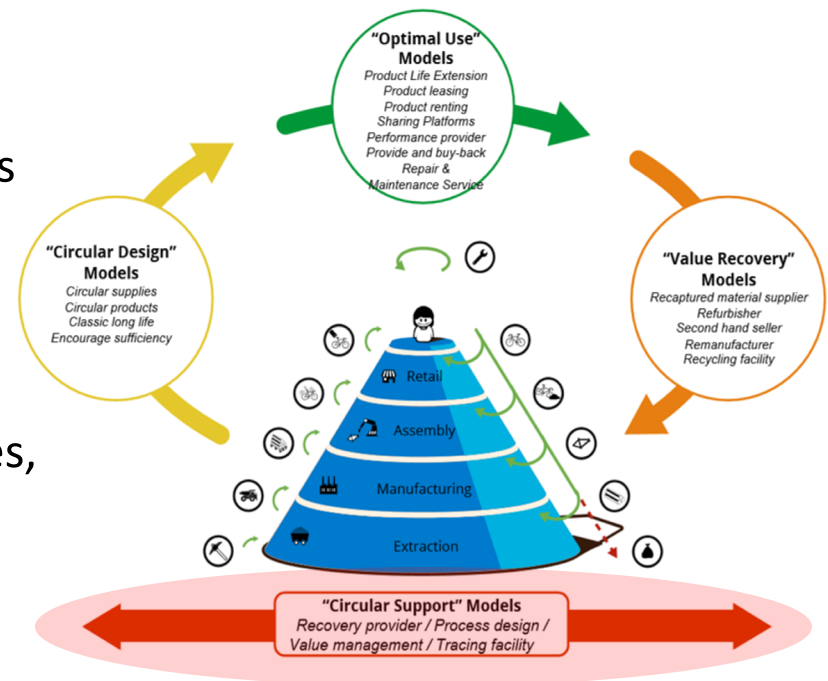 “Optimal Use”
Models
Product Life Extension
Product leasing
Product renting
Sharing Platforms
Performance provider
Provide and buy-back
Repair &
Maintenance Service
s
“Circular Design”
Models
Circular supplies
Circular products
Classic long life
Encourage sufficiency
“Value Recovery”
Models
Recaptured material supplier
Refurbisher
Second hand seller
Remanufacturer
Recycling facility
Retail
Assembly
es,
Manufacturing
Extraction
“Circular Support” Models
Recovery provider / Process design /
Value management / Tracing facility